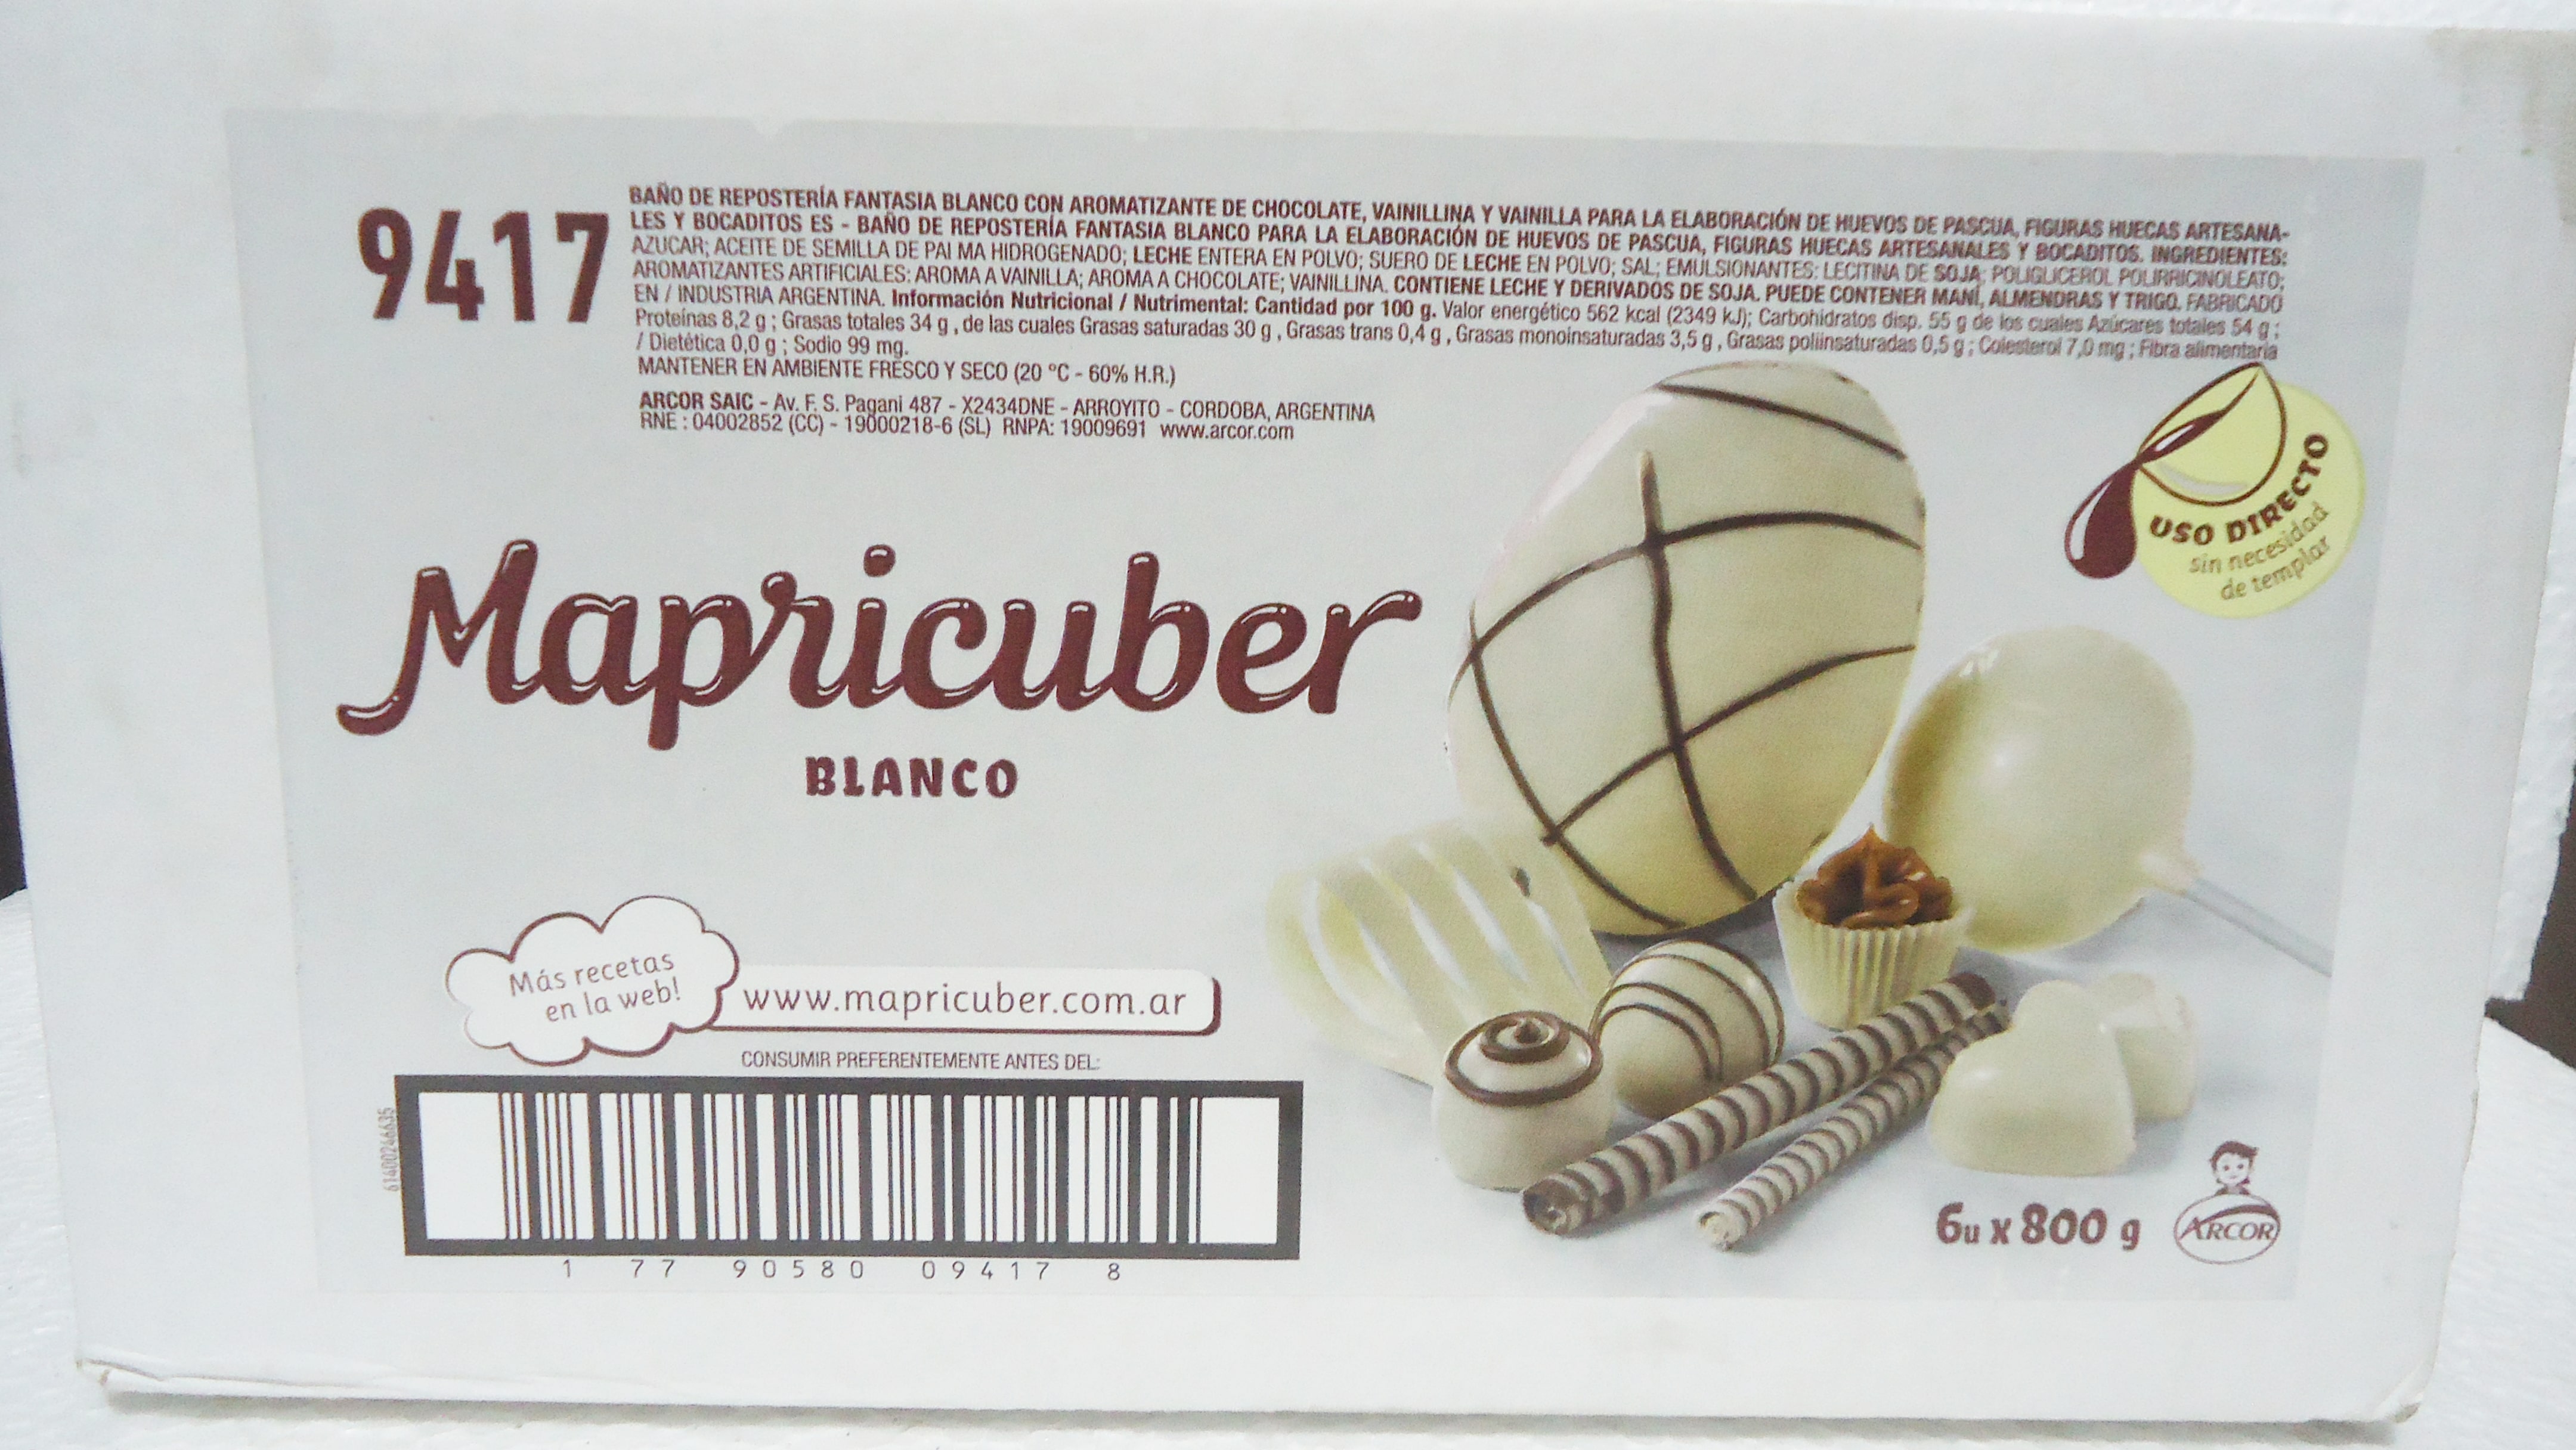 9417
BAÑO DE REPOSTERÍA FANTASIA BLANCO CON AROMATIZANTE DE CHOCOLATE, VAINILLINA Y VAINILLA PARA LA ELABORACIÓN DE HUEVOS DE PASCUA, FIGURAS HUECAS ARTESANA-
LES Y BOCADITOS ES - BAÑO DE REPOSTERÍA FANTASIA BLANCO PARA LA ELABORACIÓN DE HUEVOS DE PASCUA, FIGURAS HUECAS ARTESANALES Y BOCADITOS. INGREDIENTES:
AZUCAR; ACEITE DE SEMILLA DE PALMA HIDROGENADO; LECHE ENTERA EN POLVO; SUERO DE LECHE EN POLVO; SAL; EMULSIONANTES: LECITINA DE SOJA; POLIGLICEROL POLIRRICINOLEATO;
AROMATIZANTES ARTIFICIALES: AROMA A VAINILLA; AROMA A CHOCOLATE; VAINILLINA. CONTIENE LECHE Y DERIVADOS DE SOJA. PUEDE CONTENER MANÍ, ALMENDRAS Y TRIGO. FABRICADO
EN / INDUSTRIA ARGENTINA. Información Nutricional / Nutrimental: Cantidad por 100 g. Valor energético 562 kcal (2349 kJ); Carbohidratos disp. 55 g de los cuales Azúcares totales 54 g;
Proteínas 8,2 g; Grasas totales 34 g, de las cuales Grasas saturadas 30 g, Grasas trans 0,4 g, Grasas monoinsaturadas 3,5 g, Grasas poliinsaturadas 0,5 g; Colesterol 7,0 mg; Fibra alimentaria
/ Dietética 0,0 g; Sodio 99 mg.
MANTENER EN AMBIENTE FRESCO Y SECO (20 °C - 60% H.R.)
ARCOR SAIC - Av. F. S. Pagani 487 - X2434DNE - ARROYITO - CORDOBA, ARGENTINA
RNE : 04002852 (CC) - 19000218-6 (SL) RNPA: 19009691 www.arcor.com
USO DIRECTO
sin necesidad
de templar
Mapricuber
BLANCO
Más recetas
en la web!
www.mapricuber.com.ar
CONSUMIR PREFERENTEMENTE ANTES DEL:
61400246635
1 77 90580 09417 8
6u x 800 g
ARCOR